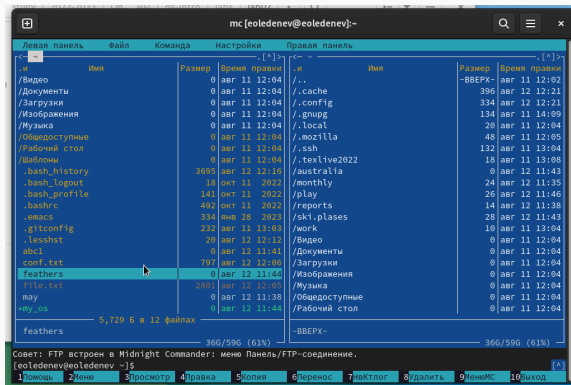 mc [eoledenev@eoledenev]:~
Левая панель Файл Команда Настройки Правая панель
<- ~ .[^]> <- ~ .[^]>
.и Имя Размер Время правки .и Имя Размер Время правки
/Видео 0 авг 11 12:04 /.. -ВВЕРХ- авг 11 12:02
/Документы 0 авг 11 12:04 /.cache 396 авг 12 12:21
/Загрузки 0 авг 11 12:04 /.config 334 авг 12 12:21
/Изображения 0 авг 11 12:04 /.gnupg 134 авг 11 14:09
/Музыка 0 авг 11 12:04 /.local 20 авг 11 12:04
/Общедоступные 0 авг 11 12:04 /.mozilla 48 авг 11 12:05
/Рабочий стол 0 авг 11 12:04 /.ssh 132 авг 11 13:04
/Шаблоны 0 авг 11 12:04 /.texlive2022 18 авг 11 13:08
.bash_history 3695 авг 12 12:16 /australia 0 авг 12 11:43
.bash_logout 18 окт 11 2022 /monthly 24 авг 12 11:35
.bash_profile 141 окт 11 2022 /play 26 авг 12 11:46
.bashrc 492 окт 11 2022 /reports 14 авг 12 11:38
.emacs 334 янв 28 2023 /ski.plases 28 авг 12 11:43
.gitconfig 232 авг 11 13:03 /work 10 авг 11 13:04
.lesshst 20 авг 12 12:12 /Видео 0 авг 11 12:04
abc1 0 авг 12 11:41 /Документы 0 авг 11 12:04
conf.txt 797 авг 12 12:06 /Загрузки 0 авг 11 12:04
feathers 0 авг 12 11:44 /Изображения 0 авг 11 12:04
file.txt 2801 авг 12 12:05 /Музыка 0 авг 11 12:04
may 0 авг 12 11:38 /Общедоступные 0 авг 11 12:04
*my_os 0 авг 12 11:44 /Рабочий стол 0 авг 11 12:04
5,729 Б в 12 файлах
feathers -ВВЕРХ-
36G/59G (61%) 36G/59G (61%)
Совет: FTP встроен в Midnight Commander: меню Панель/FTP-соединение.
[eoledenev@eoledenev ~]$ [^]
1Помощь 2Меню 3Просмотр 4Правка 5Копия 6Перенос 7НвКтлог 8Удалить 9МенюMC 10Выход